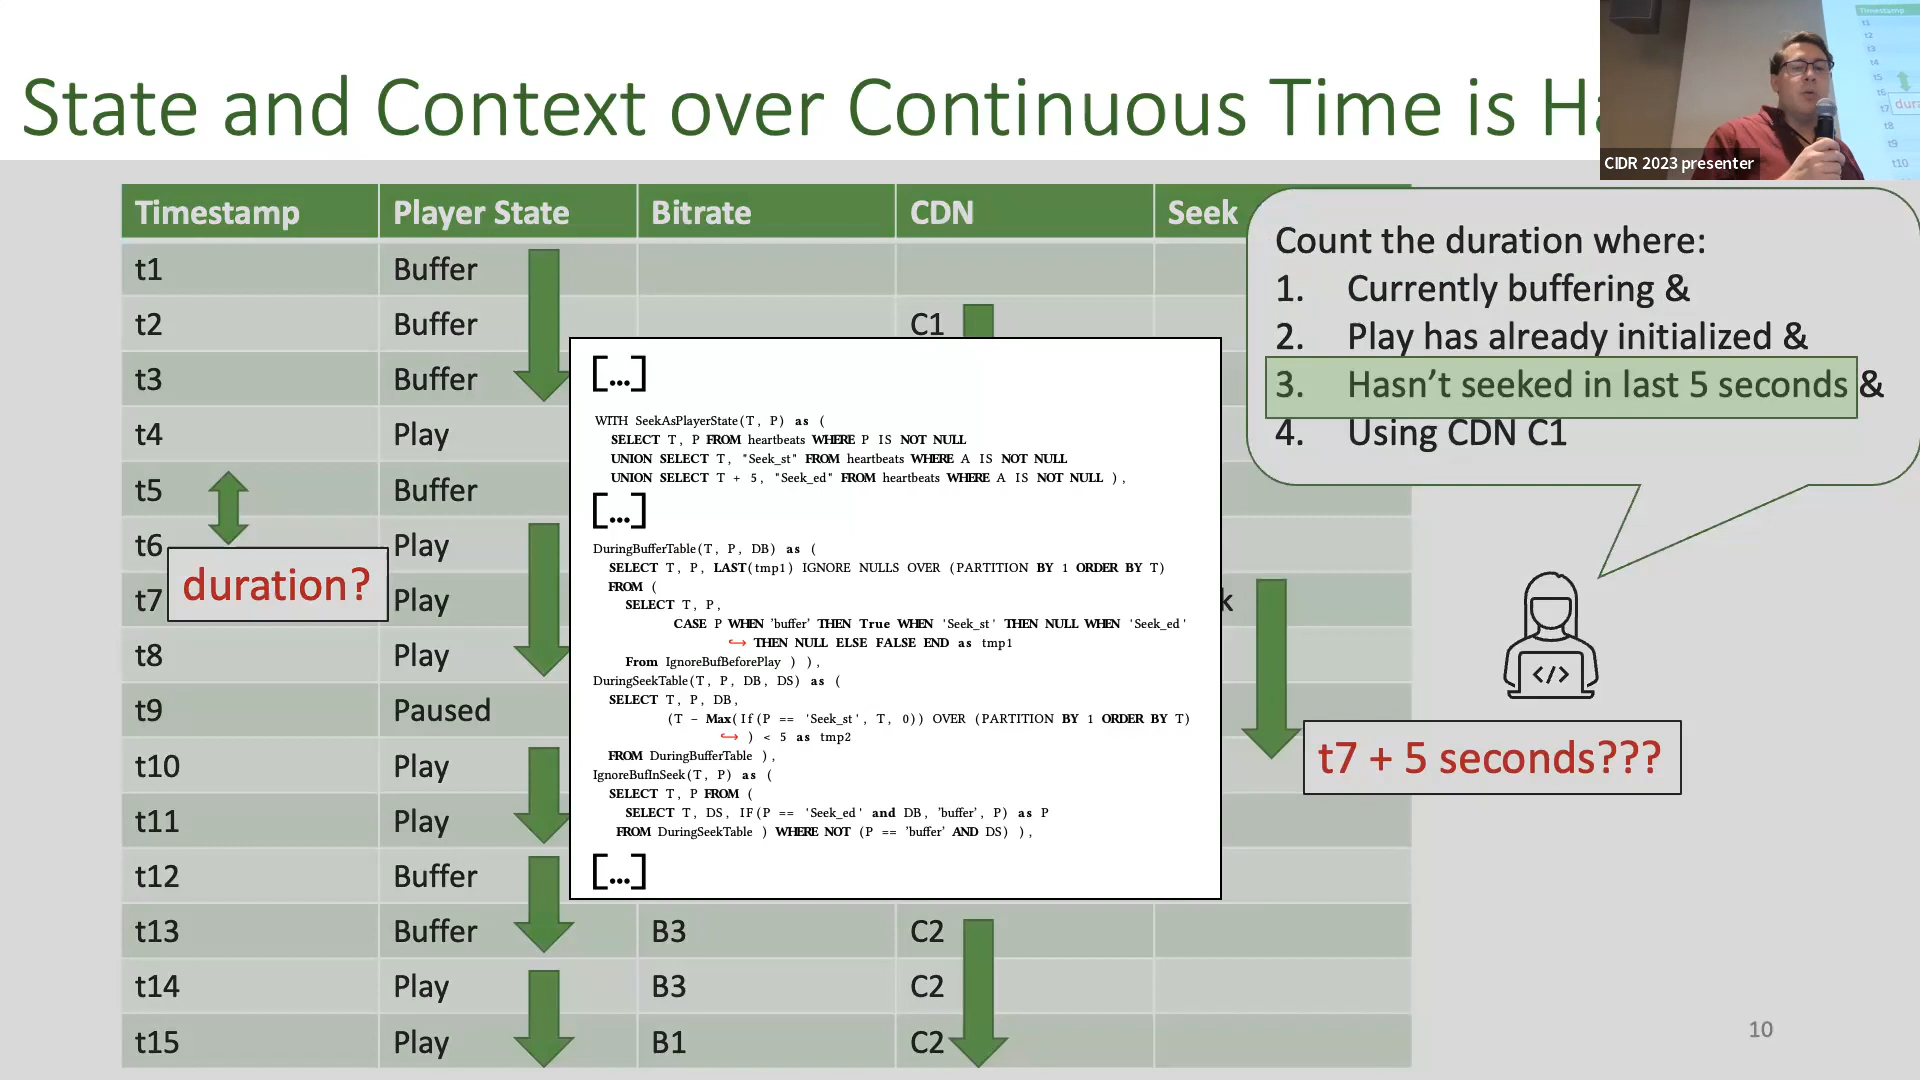 State and Context over Continuous Time is Ha
CIDR 2023 presenter
Timestamp Player State Bitrate CDN Seek
t1 Buffer
t2 Buffer C1
t3 Buffer
t4 Play
t5 Buffer
t6 Play
t7 Play k
t8 Play
t9 Paused
t10 Play
t11 Play
t12 Buffer
t13 Buffer B3 C2
t14 Play B3 C2
t15 Play B1 C2
duration?
[...]
WITH SeekAsPlayerState(T, P) as (
SELECT T, P FROM heartbeats WHERE P IS NOT NULL
UNION SELECT T, "Seek_st" FROM heartbeats WHERE A IS NOT NULL
UNION SELECT T + 5, "Seek_ed" FROM heartbeats WHERE A IS NOT NULL ),
[...]
DuringBufferTable(T, P, DB) as (
SELECT T, P, LAST(tmp1) IGNORE NULLS OVER (PARTITION BY 1 ORDER BY T)
FROM (
SELECT T, P,
CASE P WHEN 'buffer' THEN True WHEN 'Seek_st' THEN NULL WHEN 'Seek_ed'
↪ THEN NULL ELSE FALSE END as tmp1
From IgnoreBufBeforePlay ) ),
DuringSeekTable(T, P, DB, DS) as (
SELECT T, P, DB,
(T - Max(If(P == 'Seek_st', T, 0)) OVER (PARTITION BY 1 ORDER BY T)
↪ ) < 5 as tmp2
FROM DuringBufferTable ),
IgnoreBufInSeek(T, P) as (
SELECT T, P FROM (
SELECT T, DS, IF(P == 'Seek_ed' and DB, 'buffer', P) as P
FROM DuringSeekTable ) WHERE NOT (P == 'buffer' AND DS) ),
[...]
Count the duration where:
1. Currently buffering &
2. Play has already initialized &
3. Hasn't seeked in last 5 seconds &
4. Using CDN C1
</>
t7 + 5 seconds???
10